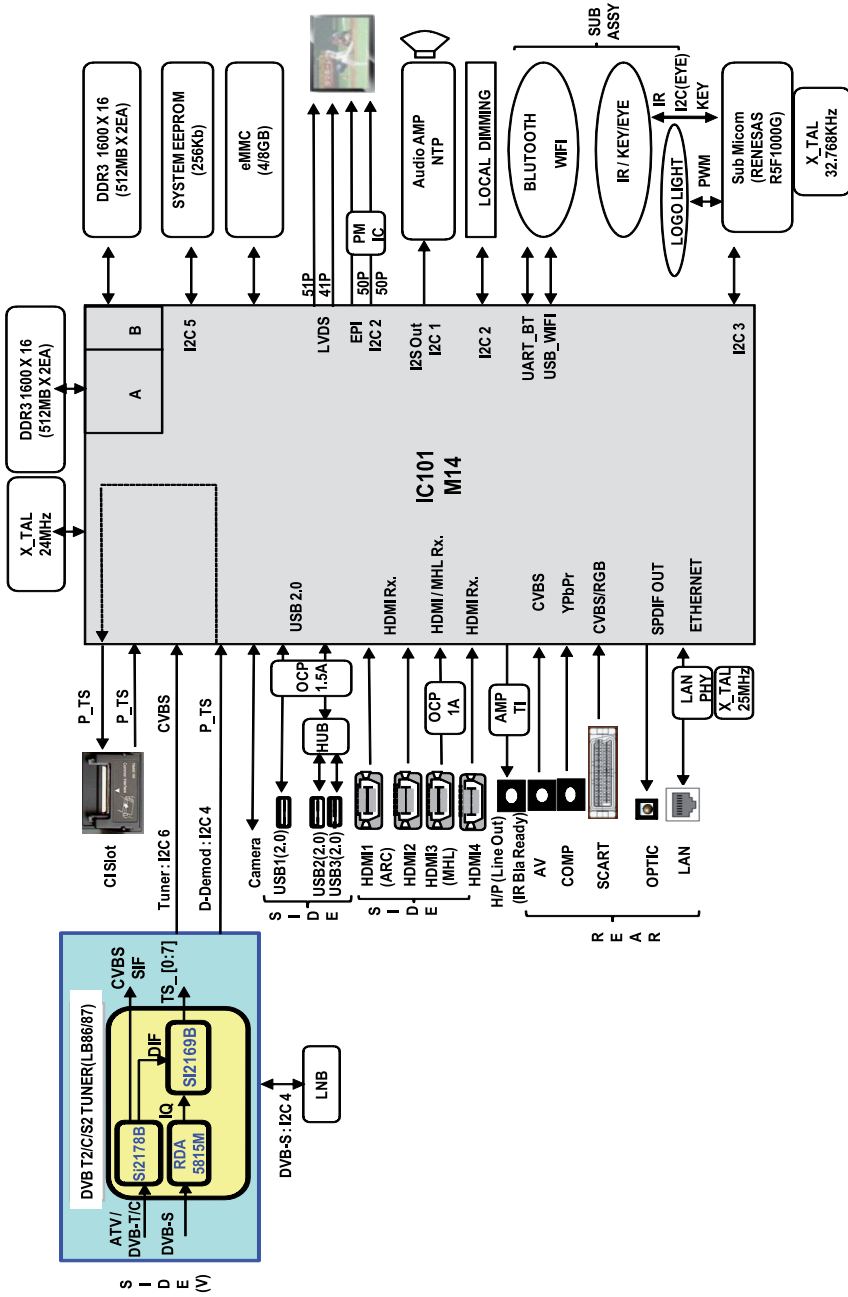 S I D E (V)
DVB T2/C/S2 TUNER(LB86/87)
ATV /
DVB-T/C
DVB-S
Si2178B
RDA
5815M
IQ
DIF
SI2169B
CVBS
SIF
TS_ [0:7]
DVB-S : I2C 4
LNB
CI Slot
P_TS
P_TS
Tuner : I2C 6
CVBS
D-Demod : I2C 4
P_TS
Camera
S I D E
USB1(2.0)
USB2(2.0)
USB3(2.0)
HUB
OCP
1.5A
USB 2.0
S I D E
HDMI1
(ARC)
HDMI2
HDMI3
(MHL)
HDMI4
OCP
1A
HDMI Rx.
HDMI / MHL Rx.
HDMI Rx.
R E A R
H/P (Line Out)
(IR Bla Ready)
AMP
TI
AV
CVBS
COMP
YPbPr
SCART
CVBS/RGB
OPTIC
SPDIF OUT
LAN
LAN
PHY
X_TAL
25MHz
ETHERNET
X_TAL
24MHz
DDR3 1600 X 16
(512MB X 2EA)
A
B
IC101
M14
DDR3 1600 X 16
(512MB X 2EA)
I2C 5
SYSTEM EEPROM
(256Kb)
eMMC
(4/8GB)
LVDS
51P
41P
EPI
I2C 2
50P
50P
PM
IC
I2S Out
I2C 1
Audio AMP
NTP
I2C 2
LOCAL DIMMING
UART_BT
USB_WIFI
BLUTOOTH
WIFI
SUB
ASSY
IR / KEY/EYE
LOGO LIGHT
IR
I2C(EYE)
KEY
PWM
I2C 3
Sub Micom
(RENESAS
R5F1000G)
X_TAL
32.768KHz